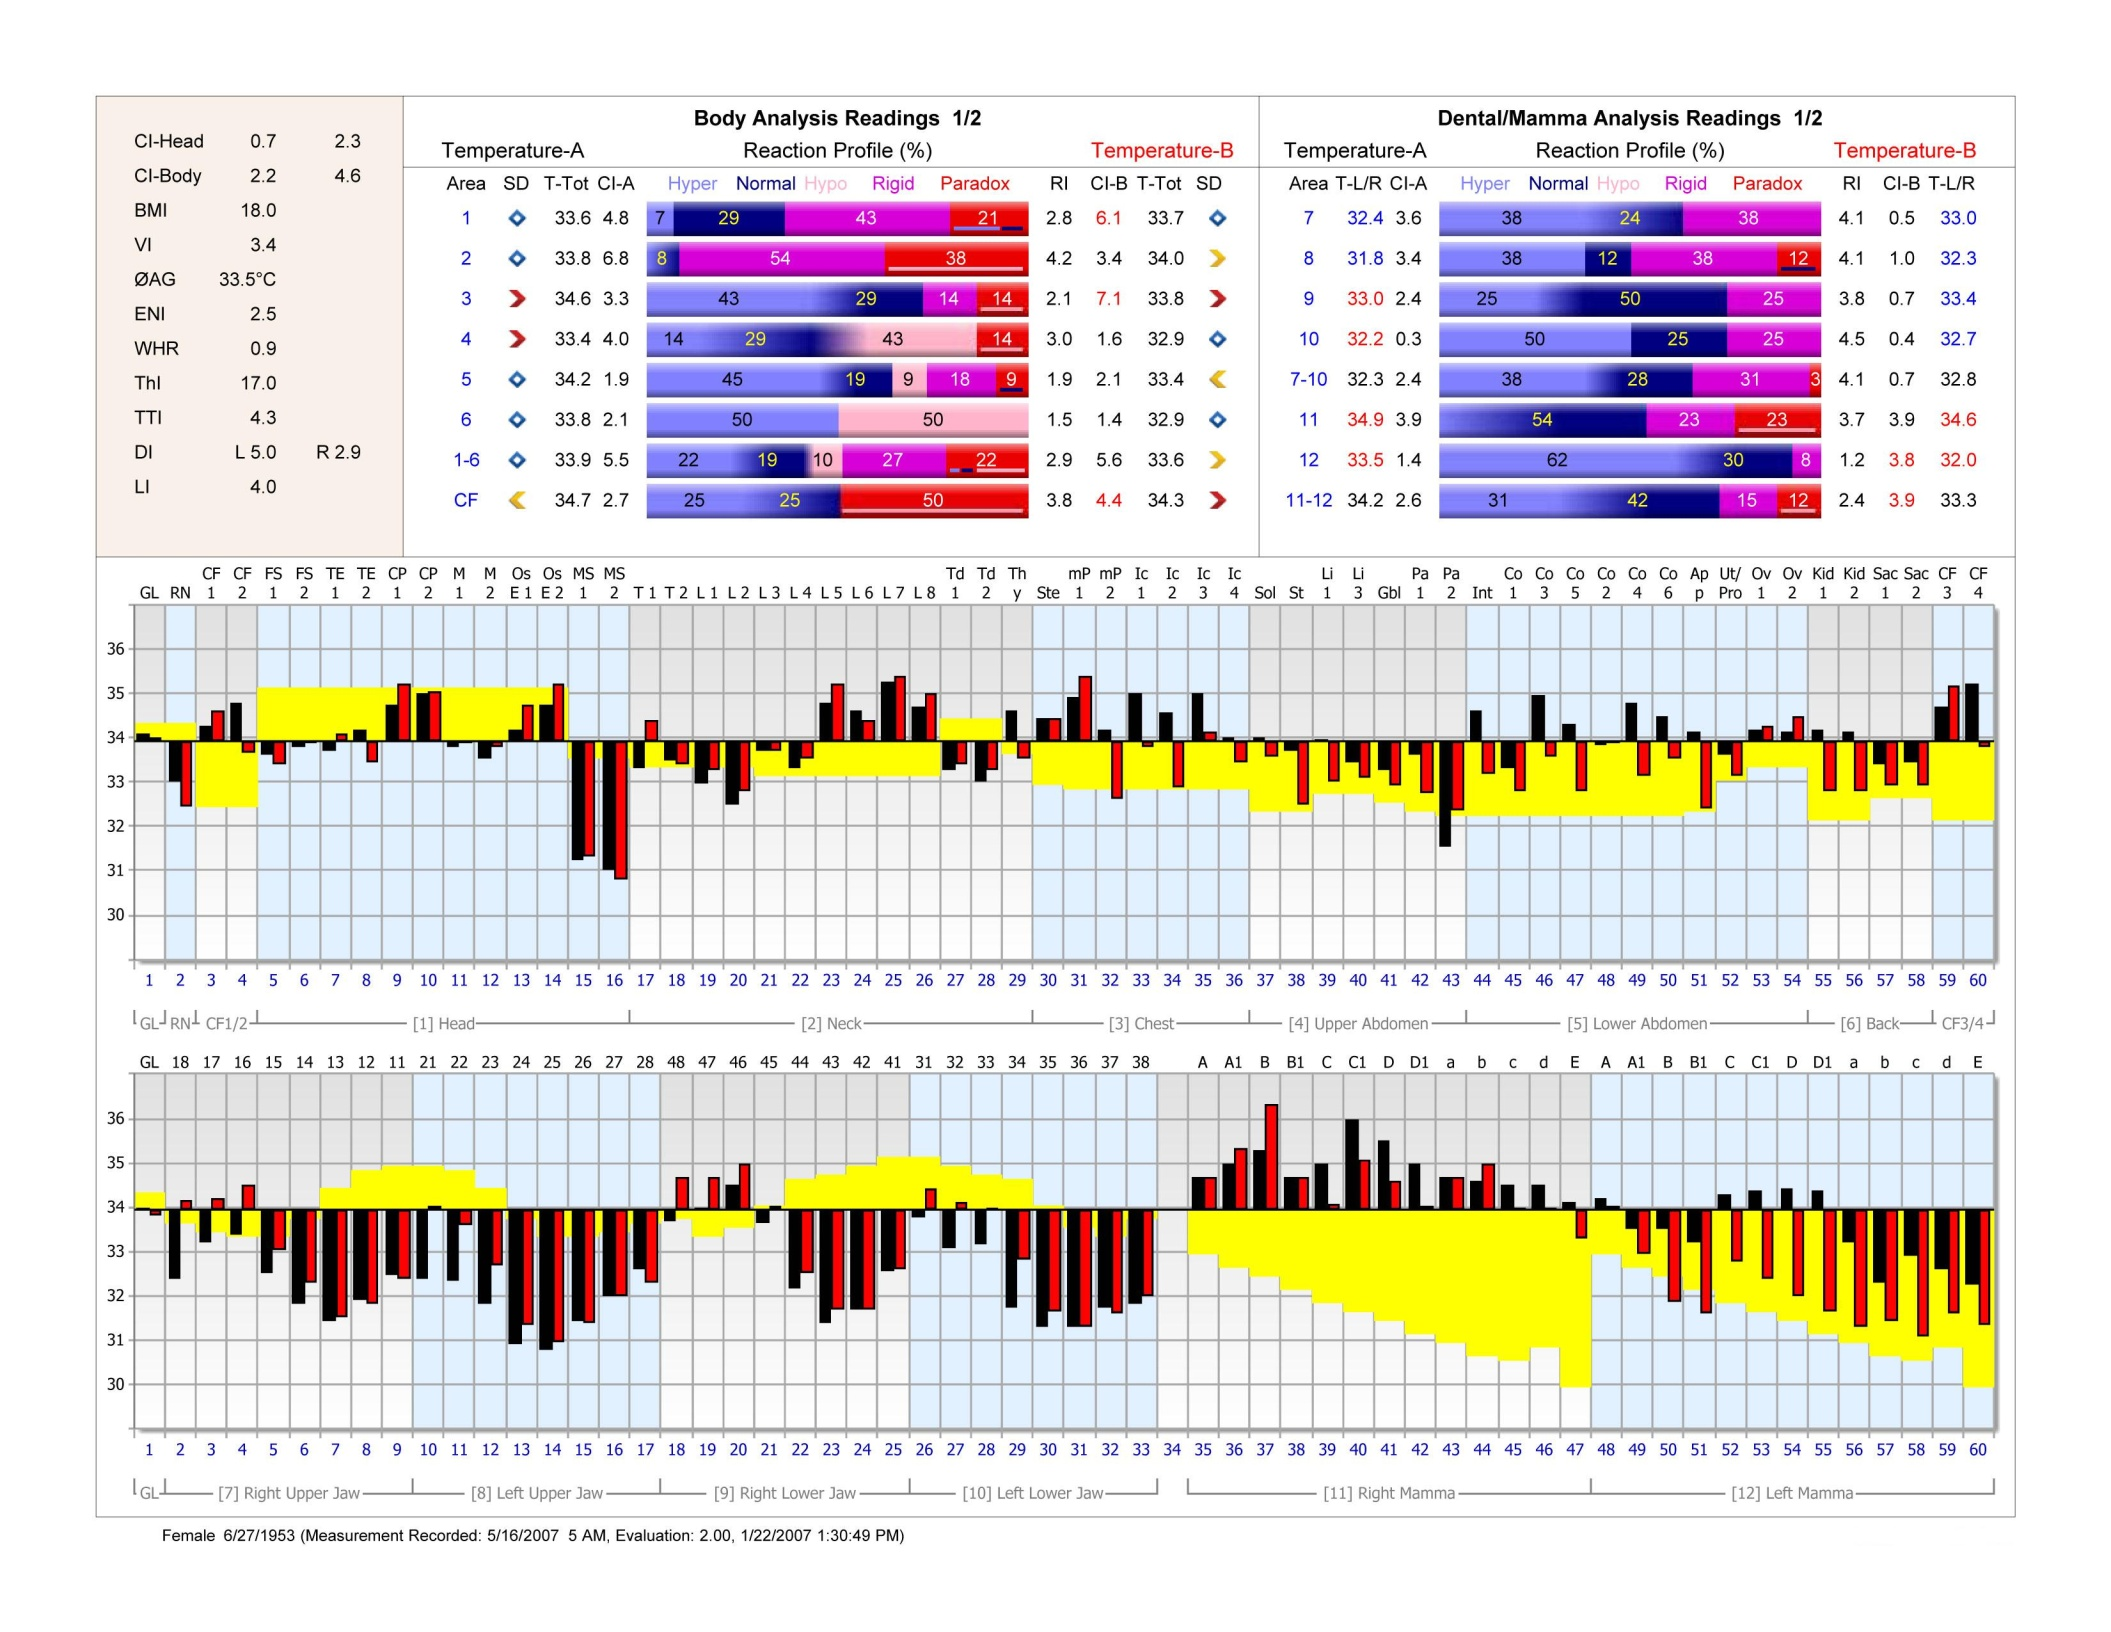 CI-Head 0.7 2.3
CI-Body 2.2 4.6
BMI 18.0
VI 3.4
ØAG 33.5°C
ENI 2.5
WHR 0.9
ThI 17.0
TTI 4.3
DI L 5.0 R 2.9
LI 4.0
Body Analysis Readings 1/2
Temperature-A Reaction Profile (%) Temperature-B
Area SD T-Tot CI-A Hyper Normal Hypo Rigid Paradox RI CI-B T-Tot SD
1 33.6 4.8 7 29 43 21 2.8 6.1 33.7
2 33.8 6.8 8 54 38 4.2 3.4 34.0
3 34.6 3.3 43 29 14 14 2.1 7.1 33.8
4 33.4 4.0 14 29 43 14 3.0 1.6 32.9
5 34.2 1.9 45 19 9 18 9 1.9 2.1 33.4
6 33.8 2.1 50 50 1.5 1.4 32.9
1-6 33.9 5.5 22 19 10 27 22 2.9 5.6 33.6
CF 34.7 2.7 25 25 50 3.8 4.4 34.3
Dental/Mamma Analysis Readings 1/2
Temperature-A Reaction Profile (%) Temperature-B
Area T-L/R CI-A Hyper Normal Hypo Rigid Paradox RI CI-B T-L/R
7 32.4 3.6 38 24 38 4.1 0.5 33.0
8 31.8 3.4 38 12 38 12 4.1 1.0 32.3
9 33.0 2.4 25 50 25 3.8 0.7 33.4
10 32.2 0.3 50 25 25 4.5 0.4 32.7
7-10 32.3 2.4 38 28 31 3 4.1 0.7 32.8
11 34.9 3.9 54 23 23 3.7 3.9 34.6
12 33.5 1.4 62 30 8 1.2 3.8 32.0
11-12 34.2 2.6 31 42 15 12 2.4 3.9 33.3
CF CF FS FS TE TE CP CP M M Os Os MS MS Td Td Th mP mP Ic Ic Ic Ic Li Li Pa Pa Co Co Co Co Co Co Ap Ut/ Ov Ov Kid Kid Sac Sac CF CF
GL RN 1 2 1 2 1 2 1 2 1 2 E 1 E 2 1 2 T 1 T 2 L 1 L 2 L 3 L 4 L 5 L 6 L 7 L 8 1 2 y Ste 1 2 1 2 3 4 Sol St 1 3 Gbl 1 2 Int 1 3 5 2 4 6 p Pro 1 2 1 2 1 2 3 4
36
35
34
33
32
31
30
1 2 3 4 5 6 7 8 9 10 11 12 13 14 15 16 17 18 19 20 21 22 23 24 25 26 27 28 29 30 31 32 33 34 35 36 37 38 39 40 41 42 43 44 45 46 47 48 49 50 51 52 53 54 55 56 57 58 59 60
GL RN CF1/2 [1] Head [2] Neck [3] Chest [4] Upper Abdomen [5] Lower Abdomen [6] Back CF3/4
GL 18 17 16 15 14 13 12 11 21 22 23 24 25 26 27 28 48 47 46 45 44 43 42 41 31 32 33 34 35 36 37 38 A A1 B B1 C C1 D D1 a b c d E A A1 B B1 C C1 D D1 a b c d E
36
35
34
33
32
31
30
1 2 3 4 5 6 7 8 9 10 11 12 13 14 15 16 17 18 19 20 21 22 23 24 25 26 27 28 29 30 31 32 33 34 35 36 37 38 39 40 41 42 43 44 45 46 47 48 49 50 51 52 53 54 55 56 57 58 59 60
GL [7] Right Upper Jaw [8] Left Upper Jaw [9] Right Lower Jaw [10] Left Lower Jaw [11] Right Mamma [12] Left Mamma
Female 6/27/1953 (Measurement Recorded: 5/16/2007 5 AM, Evaluation: 2.00, 1/22/2007 1:30:49 PM)